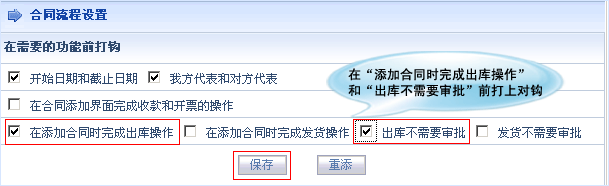 合同流程设置
在需要的功能前打钩
开始日期和截止日期 我方代表和对方代表
在“添加合同时完成出库操作”
和“出库不需要审批”前打上对钩
在合同添加界面完成收款和开票的操作
在添加合同时完成出库操作 在添加合同时完成发货操作 出库不需要审批 发货不需要审批
保存 重添